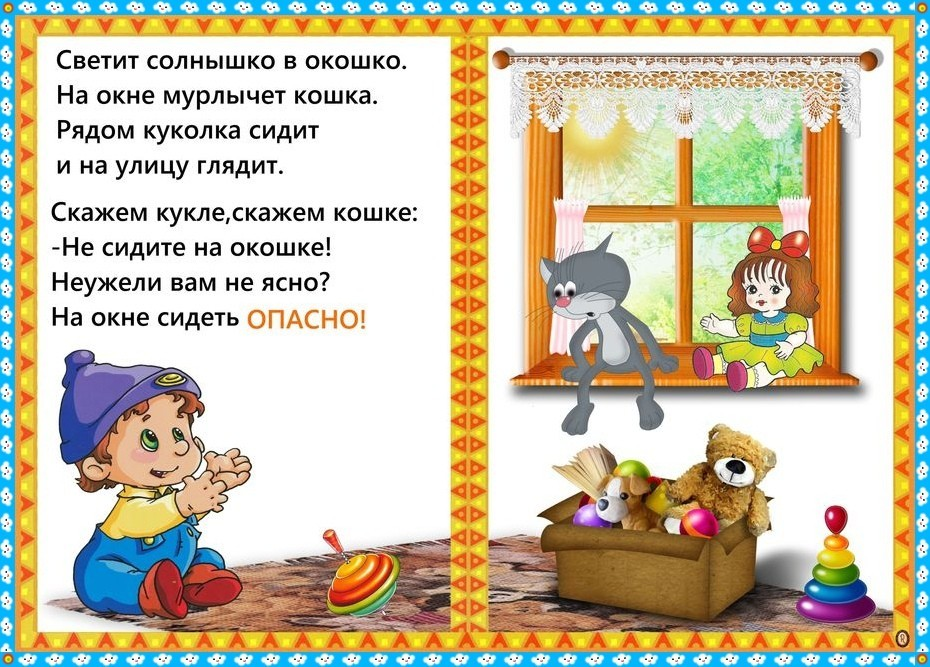 Светит солнышко в окошко.
На окне мурлычет кошка.
Рядом куколка сидит
и на улицу глядит.
Скажем кукле,скажем кошке:
-Не сидите на окошке!
Неужели вам не ясно?
На окне сидеть ОПАСНО!